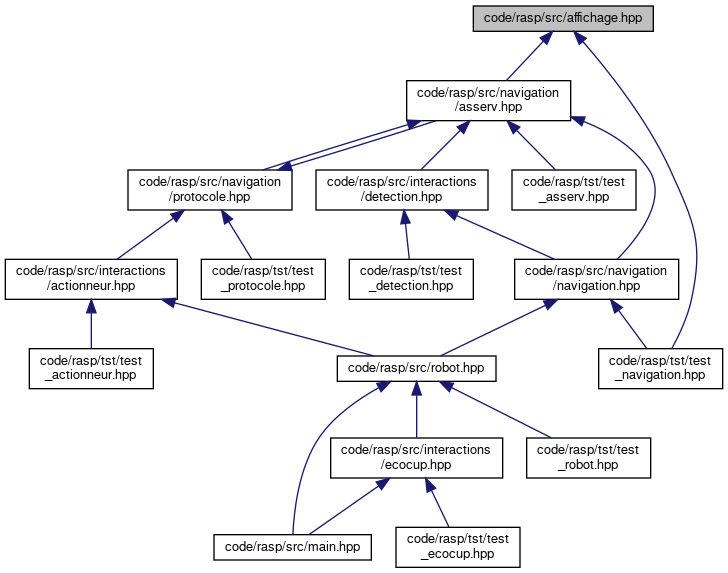 code/rasp/src/affichage.hpp
code/rasp/src/navigation
/asserv.hpp
code/rasp/src/navigation
/protocole.hpp
code/rasp/src/interactions
/detection.hpp
code/rasp/tst/test
_asserv.hpp
code/rasp/src/interactions
/actionneur.hpp
code/rasp/tst/test
_protocole.hpp
code/rasp/tst/test
_detection.hpp
code/rasp/src/navigation
/navigation.hpp
code/rasp/tst/test
_actionneur.hpp
code/rasp/src/robot.hpp
code/rasp/tst/test
_navigation.hpp
code/rasp/src/interactions
/ecocup.hpp
code/rasp/tst/test
_robot.hpp
code/rasp/src/main.hpp
code/rasp/tst/test
_ecocup.hpp